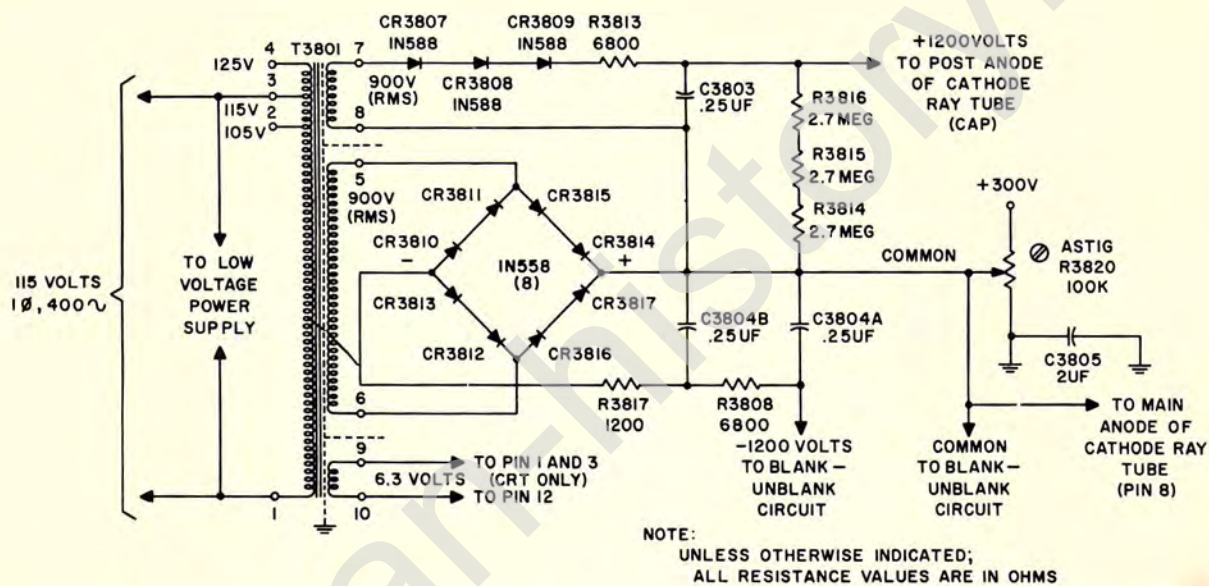 CR3807
IN588
CR3809
IN588
R3813
6800
T3801
4
7
125V
3
900V
(RMS)
CR3808
IN588
115V
2
105V
8
C3803
.25UF
R3816
2.7 MEG
R3815
2.7 MEG
R3814
2.7 MEG
+1200VOLTS
TO POST ANODE
OF CATHODE
RAY TUBE
(CAP)
5
900V
(RMS)
CR3811
CR3815
CR3810
CR3814
-
+
IN558
(8)
CR3813
CR3817
CR3812
CR3816
COMMON
+300V
ASTIG
R3820
100K
115 VOLTS
1Ø, 400~
TO LOW
VOLTAGE
POWER
SUPPLY
C3804B
.25UF
C3804A
.25UF
C3805
2UF
6
R3817
1200
R3808
6800
9
TO PIN 1 AND 3
6.3 VOLTS (CRT ONLY)
TO PIN 12
1
10
-1200 VOLTS
TO BLANK-
UNBLANK
CIRCUIT
COMMON
TO BLANK-
UNBLANK
CIRCUIT
TO MAIN
ANODE OF
CATHODE RAY
TUBE
(PIN 8)
NOTE:
UNLESS OTHERWISE INDICATED;
ALL RESISTANCE VALUES ARE IN OHMS
an-history